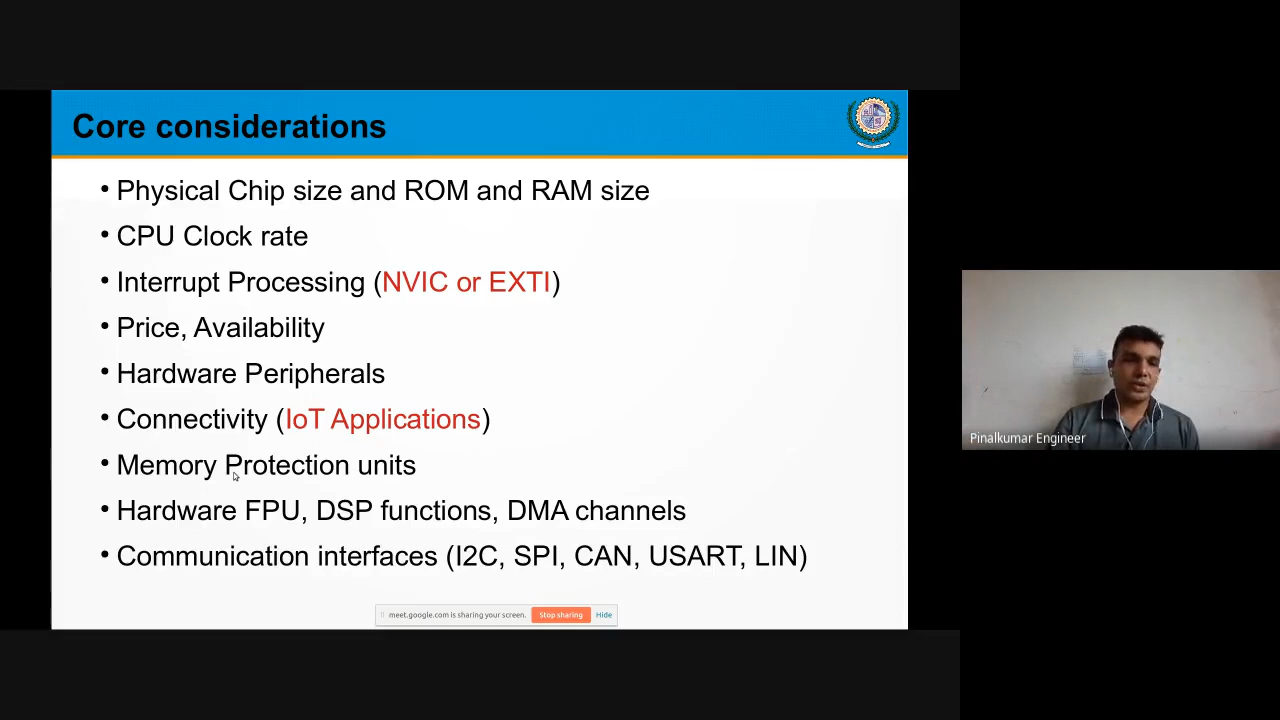 Core considerations
• Physical Chip size and ROM and RAM size
• CPU Clock rate
• Interrupt Processing (NVIC or EXTI)
• Price, Availability
• Hardware Peripherals
• Connectivity (IoT Applications)
• Memory Protection units
• Hardware FPU, DSP functions, DMA channels
• Communication interfaces (I2C, SPI, CAN, USART, LIN)
meet.google.com is sharing your screen. Stop sharing Hide
Pinalkumar Engineer